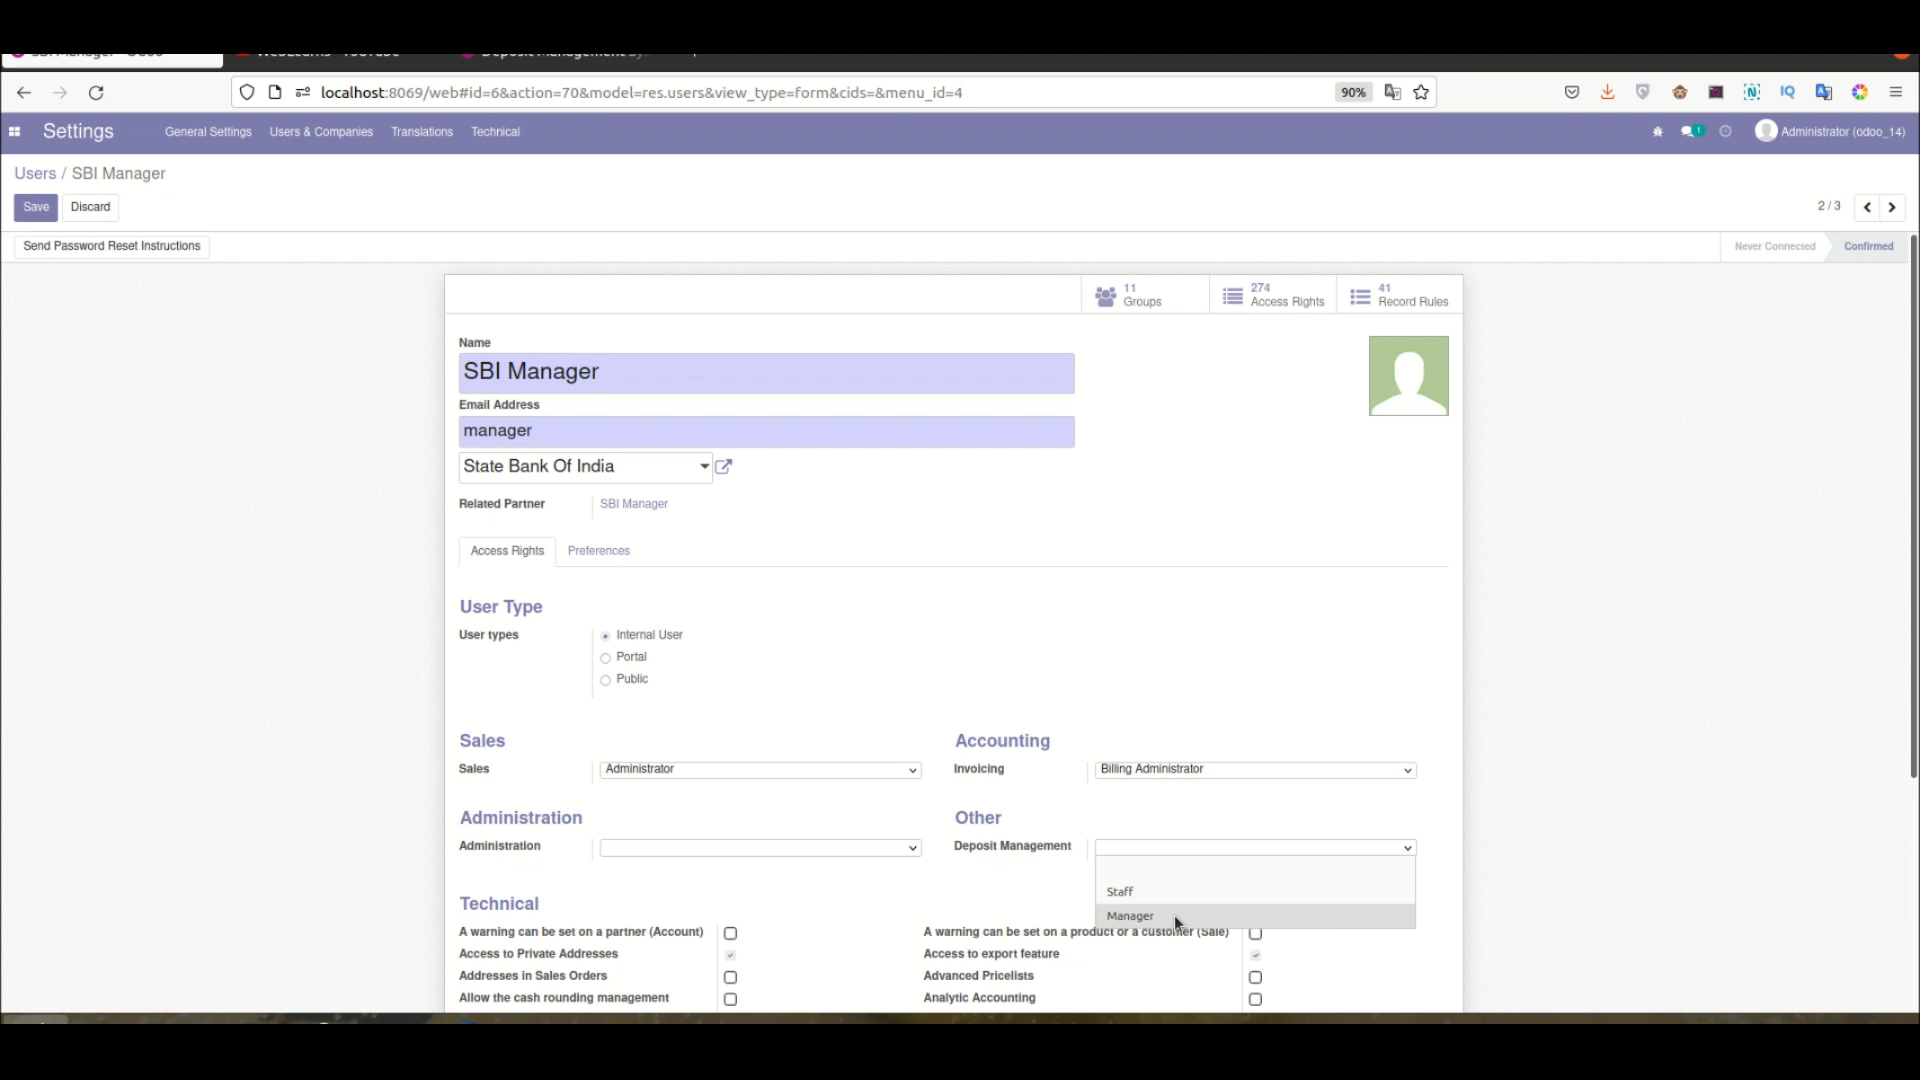 localhost:8069/web#id=6&action=70&model=res.users&view_type=form&cids=&menu_id=4
90%
Settings
General Settings
Users & Companies
Translations
Technical
1
Administrator (odoo_14)
Users / SBI Manager
Save
Discard
2 / 3
Send Password Reset Instructions
Never Connected
Confirmed
11
Groups
274
Access Rights
41
Record Rules
Name
SBI Manager
Email Address
manager
State Bank Of India
Related Partner
SBI Manager
Access Rights
Preferences
User Type
User types
Internal User
Portal
Public
Sales
Accounting
Sales
Administrator
Invoicing
Billing Administrator
Administration
Other
Administration
Deposit Management
Staff
Manager
Technical
A warning can be set on a partner (Account)
A warning can be set on a product or a customer (Sale)
Access to Private Addresses
Access to export feature
Addresses in Sales Orders
Advanced Pricelists
Allow the cash rounding management
Analytic Accounting